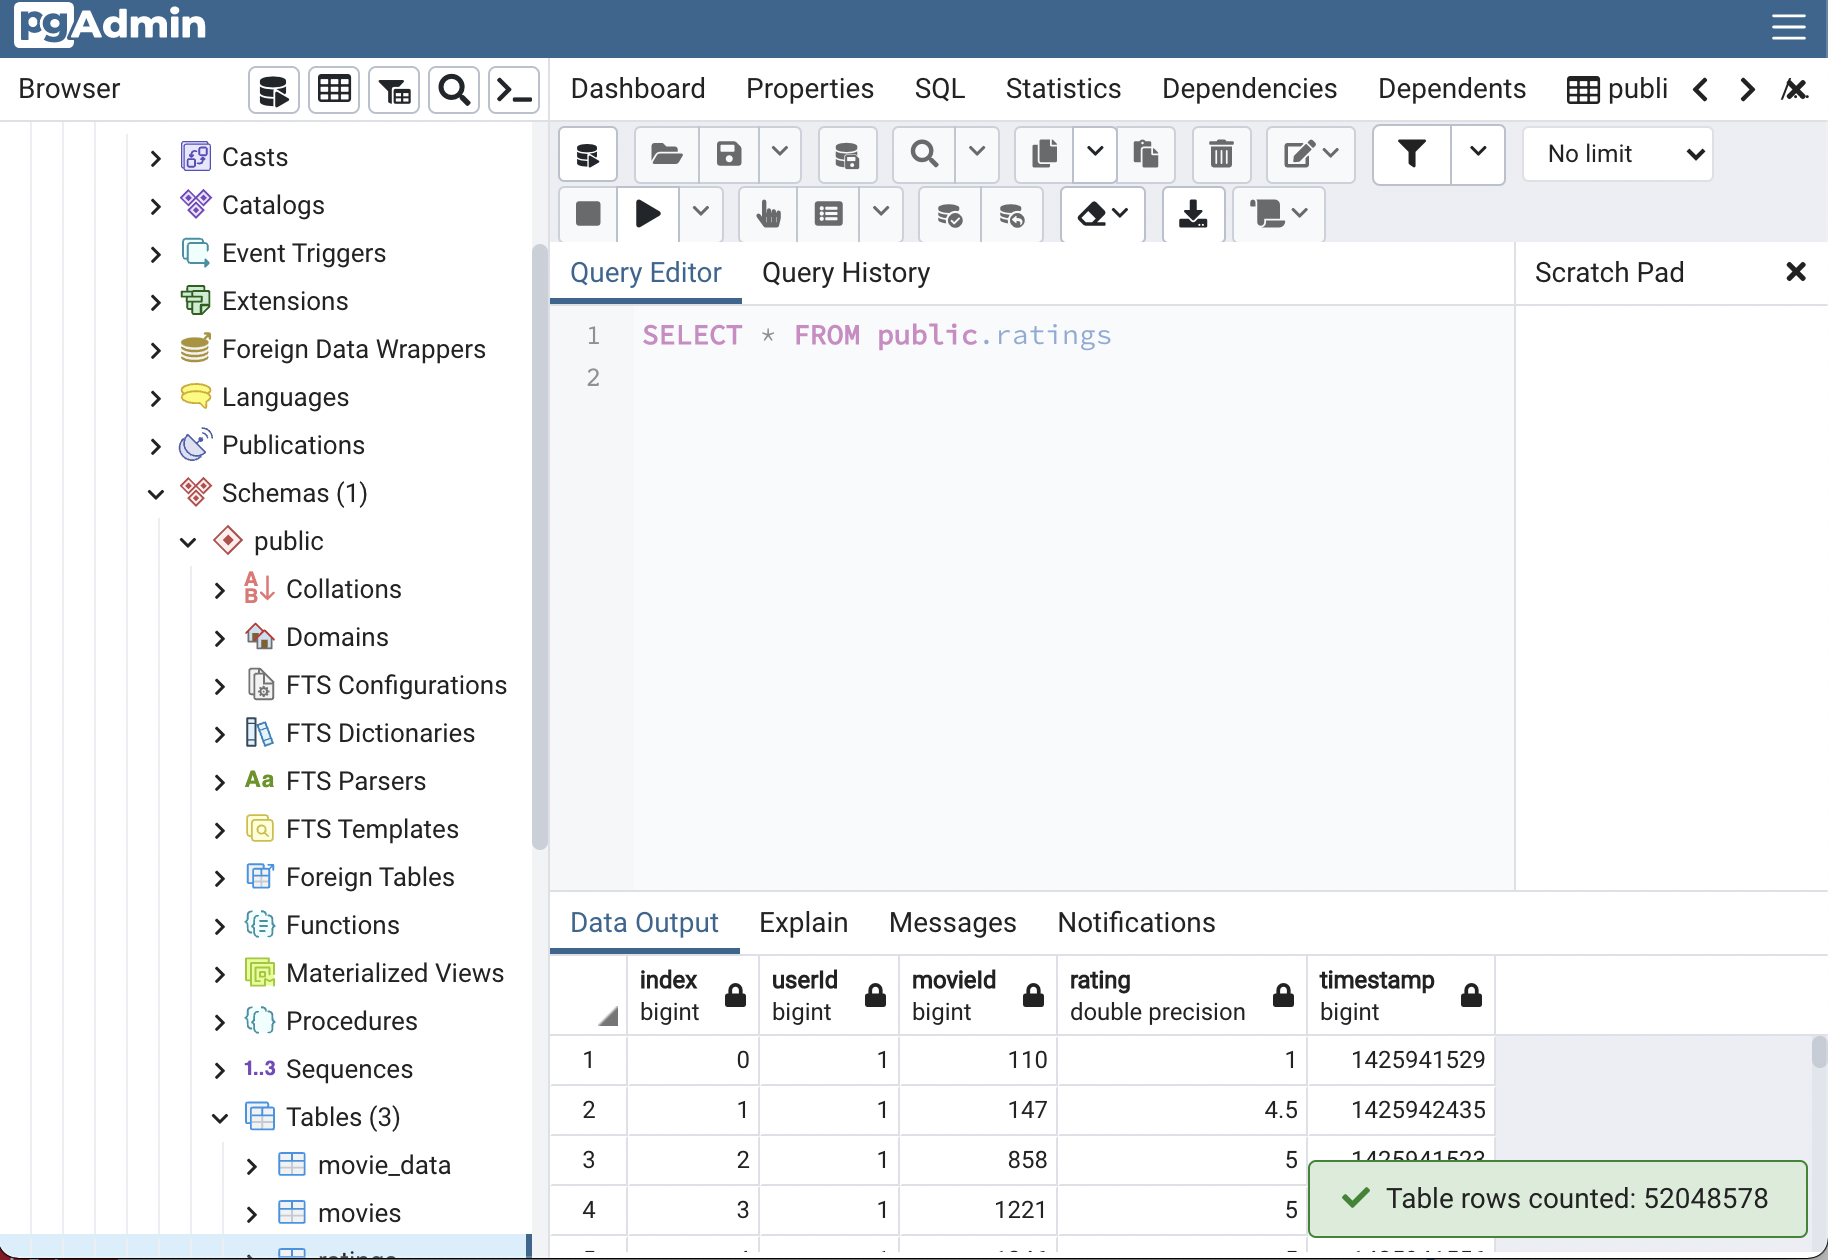 pgAdmin
Browser
Dashboard Properties SQL Statistics Dependencies Dependents publi
No limit
Casts
Catalogs
Event Triggers
Extensions
Foreign Data Wrappers
Languages
Publications
Schemas (1)
public
Collations
Domains
FTS Configurations
FTS Dictionaries
Aa FTS Parsers
FTS Templates
Foreign Tables
Functions
Materialized Views
Procedures
1..3 Sequences
Tables (3)
movie_data
movies
ratings
Query Editor Query History
Scratch Pad
1 SELECT * FROM public.ratings
2
Data Output Explain Messages Notifications
index userId movieId rating timestamp
bigint bigint bigint double precision bigint
1 0 1 110 1 1425941529
2 1 1 147 4.5 1425942435
3 2 1 858 5 1425941523
4 3 1 1221 5
Table rows counted: 52048578